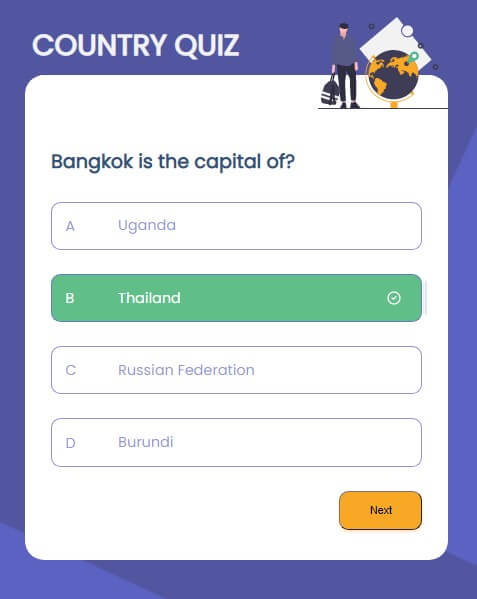 COUNTRY QUIZ
Bangkok is the capital of?
A Uganda
B Thailand
C Russian Federation
D Burundi
Next